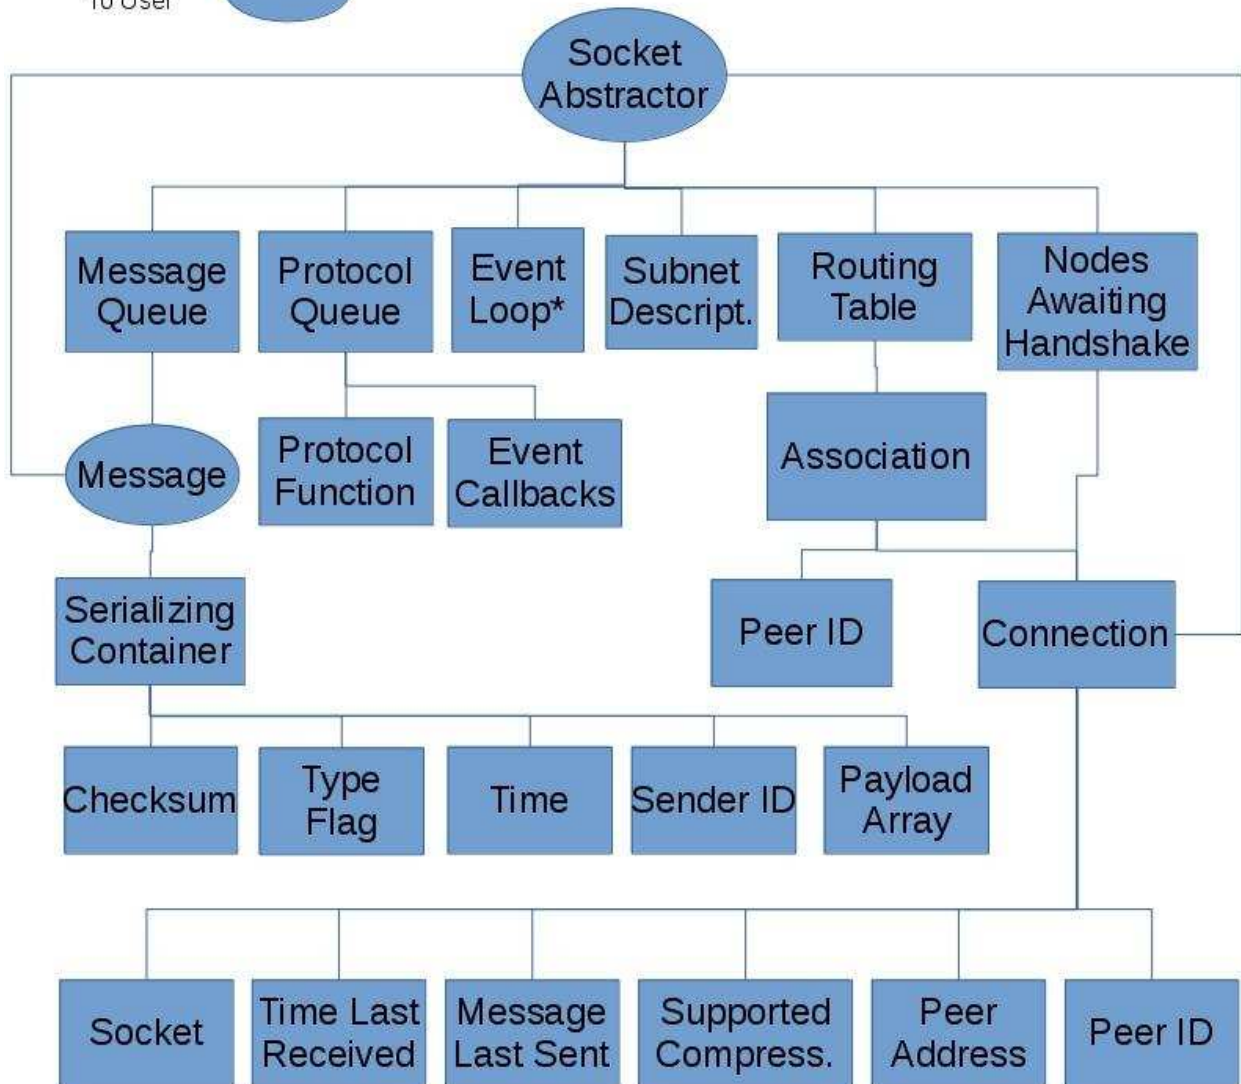 To User
Socket
Abstractor
Message
Queue
Protocol
Queue
Event
Loop*
Subnet
Descript.
Routing
Table
Nodes
Awaiting
Handshake
Message
Protocol
Function
Event
Callbacks
Association
Serializing
Container
Peer ID
Connection
Checksum
Type
Flag
Time
Sender ID
Payload
Array
Socket
Time Last
Received
Message
Last Sent
Supported
Compress.
Peer
Address
Peer ID